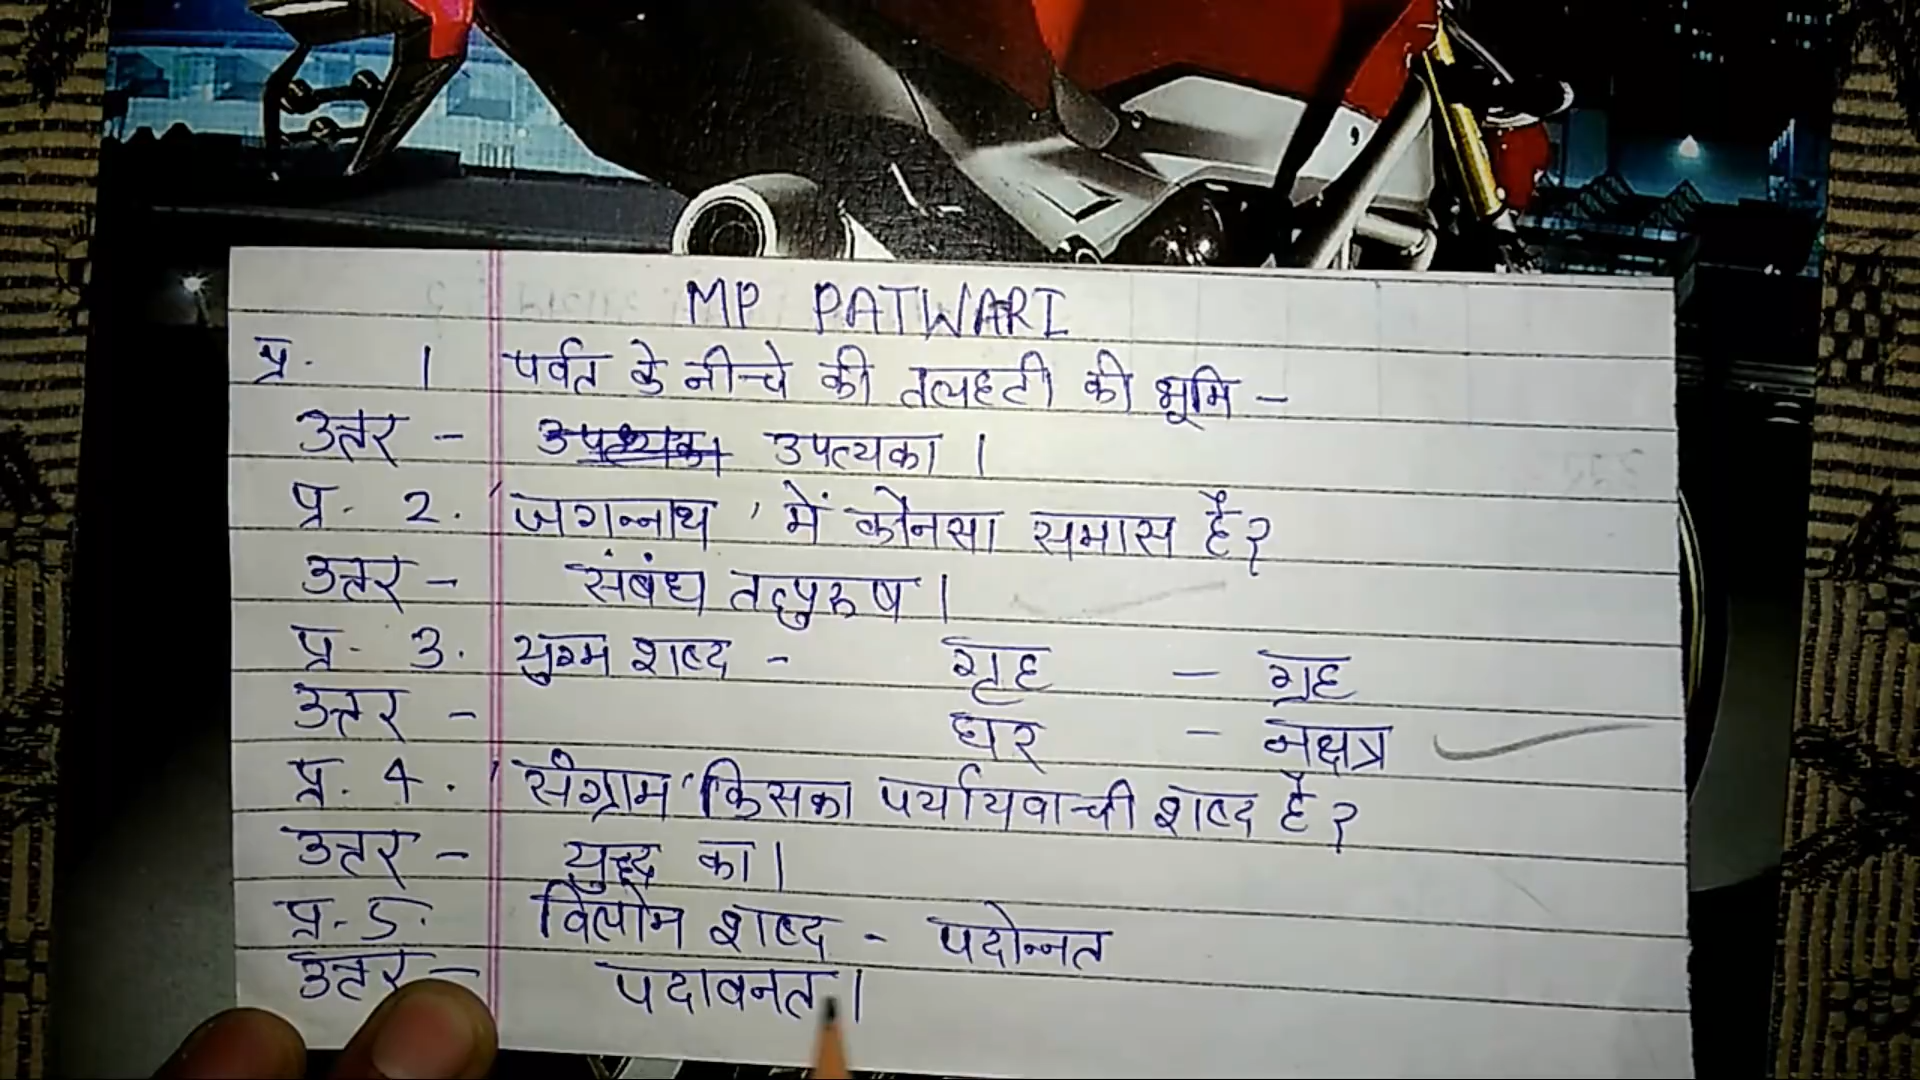 MP PATWARI
प्र. 1 पर्वत के नीचे की तलहटी की भूमि -
उत्तर - उपत्यका उपत्यका ।
प्र. 2. 'जगन्नाथ' में कौनसा समास है?
उत्तर - संबंध तत्पुरुष ।
प्र. 3. युग्म शब्द - गृह - ग्रह
उत्तर - घर - नक्षत्र
प्र. 4. 'संग्राम' किसका पर्यायवाची शब्द है?
उत्तर - युद्ध का ।
प्र. 5. विलोम शब्द - पदोन्नत
उत्तर - पदावनत ।